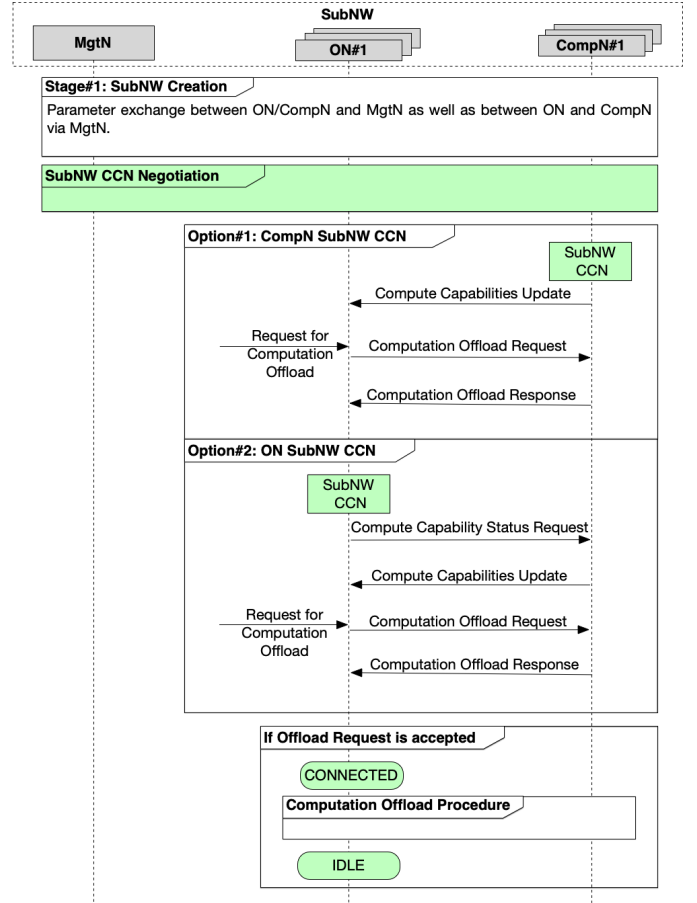 SubNW
MgtN
ON#1
CompN#1
Stage#1: SubNW Creation
Parameter exchange between ON/CompN and MgtN as well as between ON and CompN
via MgtN.
SubNW CCN Negotiation
Option#1: CompN SubNW CCN
SubNW
CCN
Compute Capabilities Update
Request for
Computation
Offload
Computation Offload Request
Computation Offload Response
Option#2: ON SubNW CCN
SubNW
CCN
Compute Capability Status Request
Compute Capabilities Update
Request for
Computation
Offload
Computation Offload Request
Computation Offload Response
If Offload Request is accepted
CONNECTED
Computation Offload Procedure
IDLE